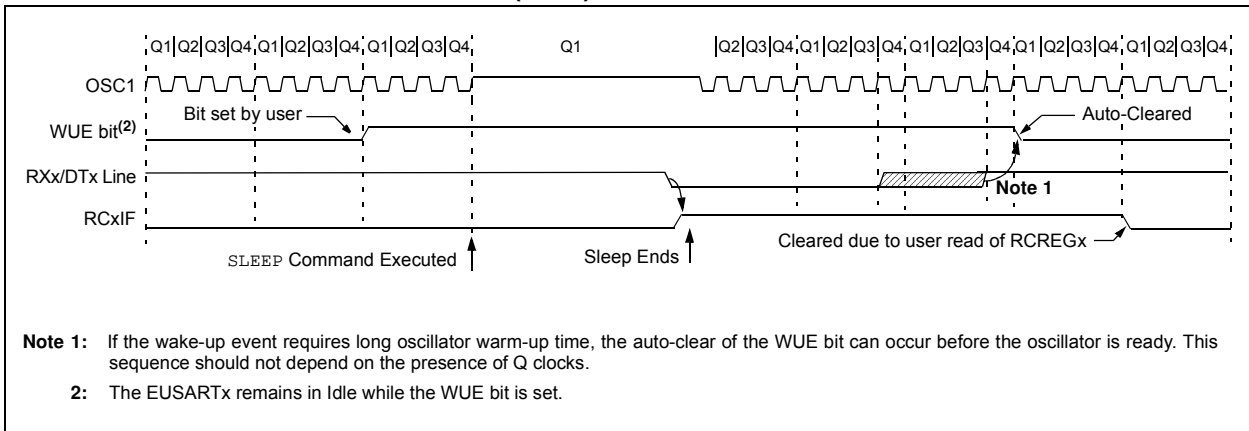 Q1|Q2|Q3|Q4 Q1|Q2|Q3|Q4 Q1|Q2|Q3|Q4 Q1 Q2|Q3|Q4 Q1|Q2|Q3|Q4 Q1|Q2|Q3|Q4 Q1|Q2|Q3|Q4 Q1|Q2|Q3|Q4
OSC1
Bit set by user
Auto-Cleared
WUE bit(2)
RXx/DTx Line
Note 1
RCxIF
Cleared due to user read of RCREGx
SLEEP Command Executed
Sleep Ends
Note 1: If the wake-up event requires long oscillator warm-up time, the auto-clear of the WUE bit can occur before the oscillator is ready. This
sequence should not depend on the presence of Q clocks.
2: The EUSARTx remains in Idle while the WUE bit is set.